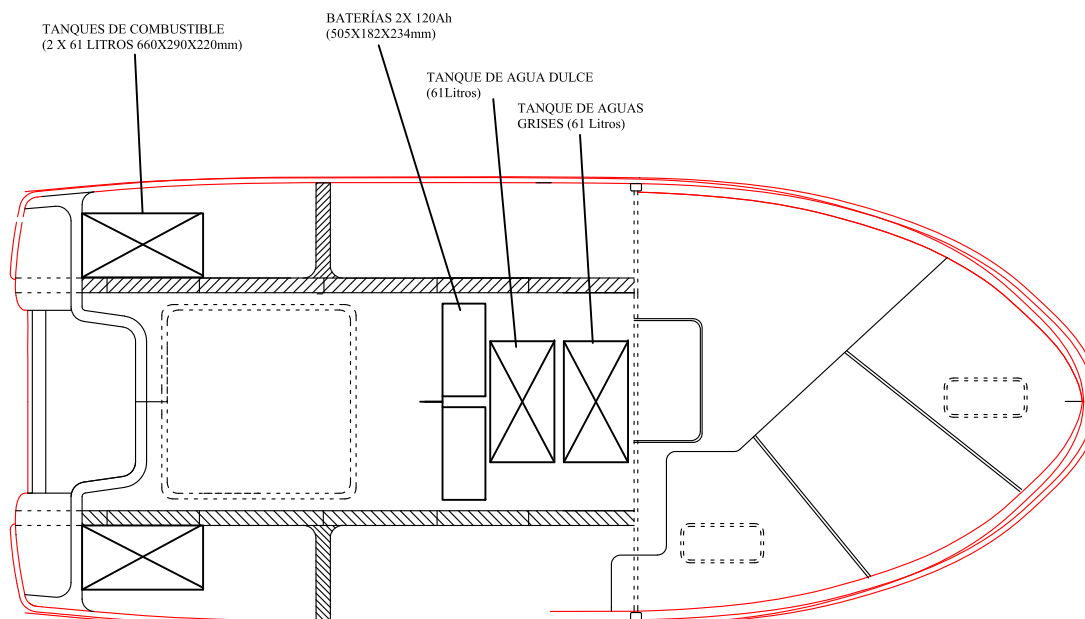 TANQUES DE COMBUSTIBLE
(2 X 61 LITROS 660X290X220mm)
BATERÍAS 2X 120Ah
(505X182X234mm)
TANQUE DE AGUA DULCE
(61Litros)
TANQUE DE AGUAS
GRISES (61 Litros)